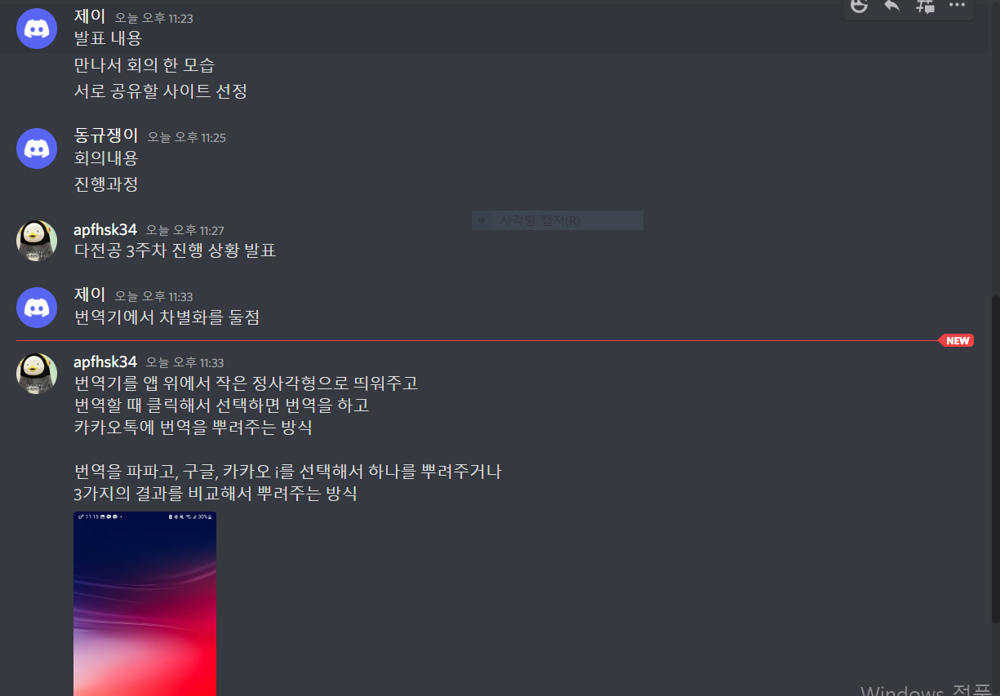 제이 오늘 오후 11:23
발표 내용
만나서 회의 한 모습
서로 공유할 사이트 선정
동규쟁이 오늘 오후 11:25
회의내용
진행과정
사각형 캡처(R)
apfhsk34 오늘 오후 11:27
다전공 3주차 진행 상황 발표
제이 오늘 오후 11:33
번역기에서 차별화를 둘점
NEW
apfhsk34 오늘 오후 11:33
번역기를 앱 위에서 작은 정사각형으로 띄워주고
번역할 때 클릭해서 선택하면 번역을 하고
카카오톡에 번역을 뿌려주는 방식
번역을 파파고, 구글, 카카오 i를 선택해서 하나를 뿌려주거나
3가지의 결과를 비교해서 뿌려주는 방식
U+ 11:15 30%
Windows 정품